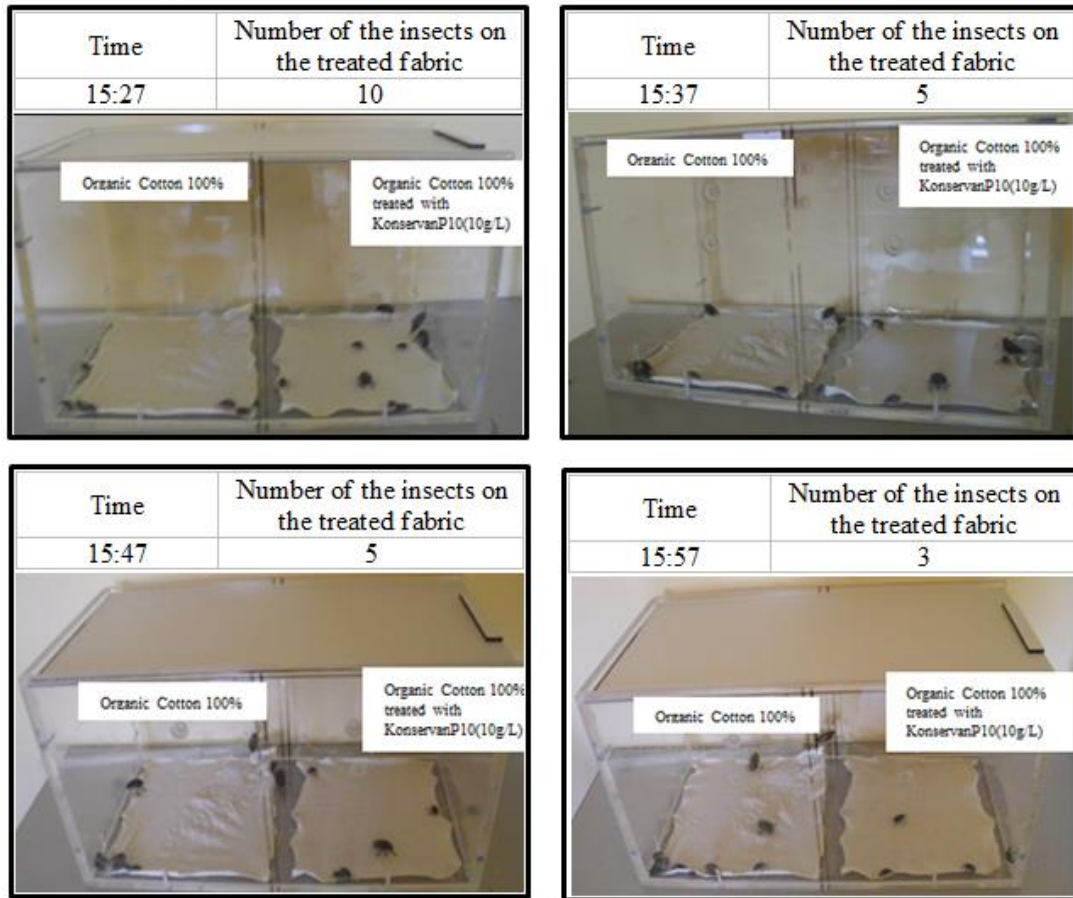 Time
Number of the insects on
the treated fabric
15:27
10
Organic Cotton 100%
Organic Cotton 100%
treated with
KonservanP10(10g/L)
Time
Number of the insects on
the treated fabric
15:37
5
Organic Cotton 100%
Organic Cotton 100%
treated with
KonservanP10(10g/L)
Time
Number of the insects on
the treated fabric
15:47
5
Organic Cotton 100%
Organic Cotton 100%
treated with
KonservanP10(10g/L)
Time
Number of the insects on
the treated fabric
15:57
3
Organic Cotton 100%
Organic Cotton 100%
treated with
KonservanP10(10g/L)